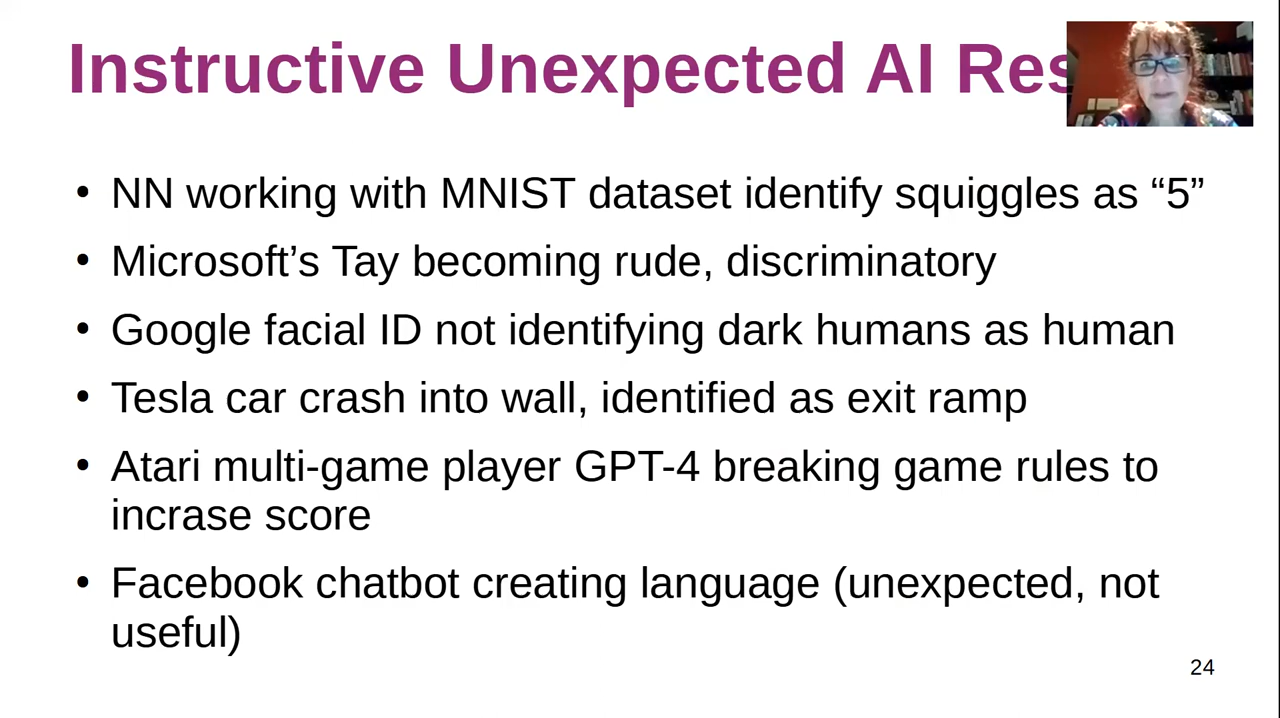 Instructive Unexpected AI Res
• NN working with MNIST dataset identify squiggles as “5”
• Microsoft’s Tay becoming rude, discriminatory
• Google facial ID not identifying dark humans as human
• Tesla car crash into wall, identified as exit ramp
• Atari multi-game player GPT-4 breaking game rules to
incrase score
• Facebook chatbot creating language (unexpected, not
useful)
24